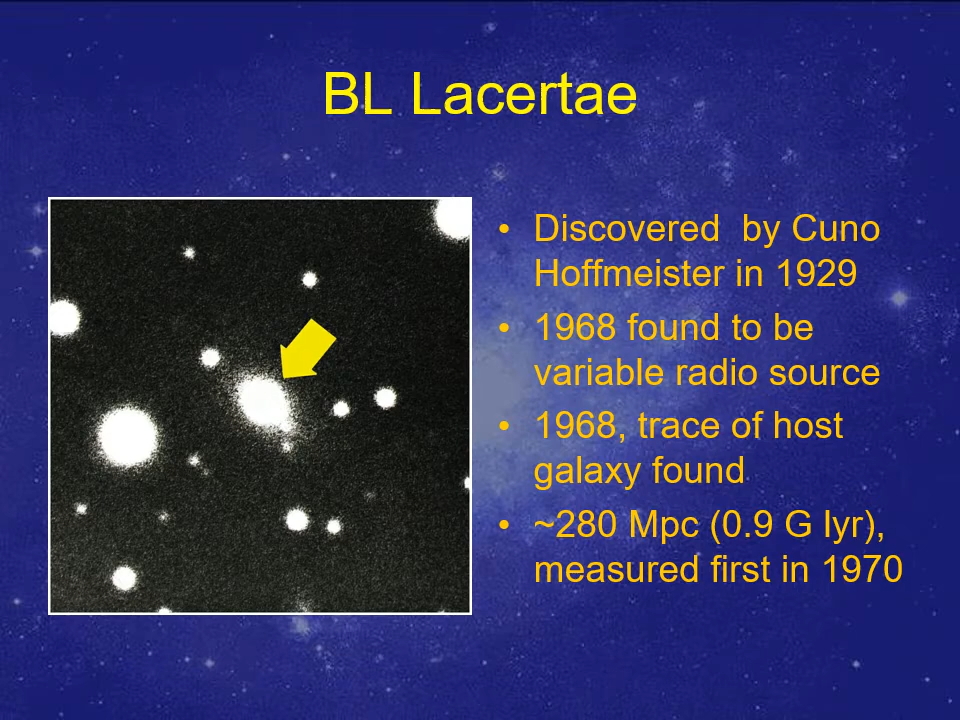 BL Lacertae
• Discovered  by Cuno
Hoffmeister in 1929
• 1968 found to be
variable radio source
• 1968, trace of host
galaxy found
• ~280 Mpc (0.9 G lyr),
measured first in 1970